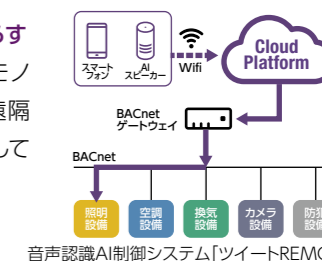 らす
モノ
遠隔
して
スマート
フォン
AI
スピーカー
Wifi
Cloud
Platform
BACnet
ゲートウェイ
BACnet
照明
設備
空調
設備
換気
設備
カメラ
設備
防犯
設備
音声認識AI制御システム「ツイートREMO